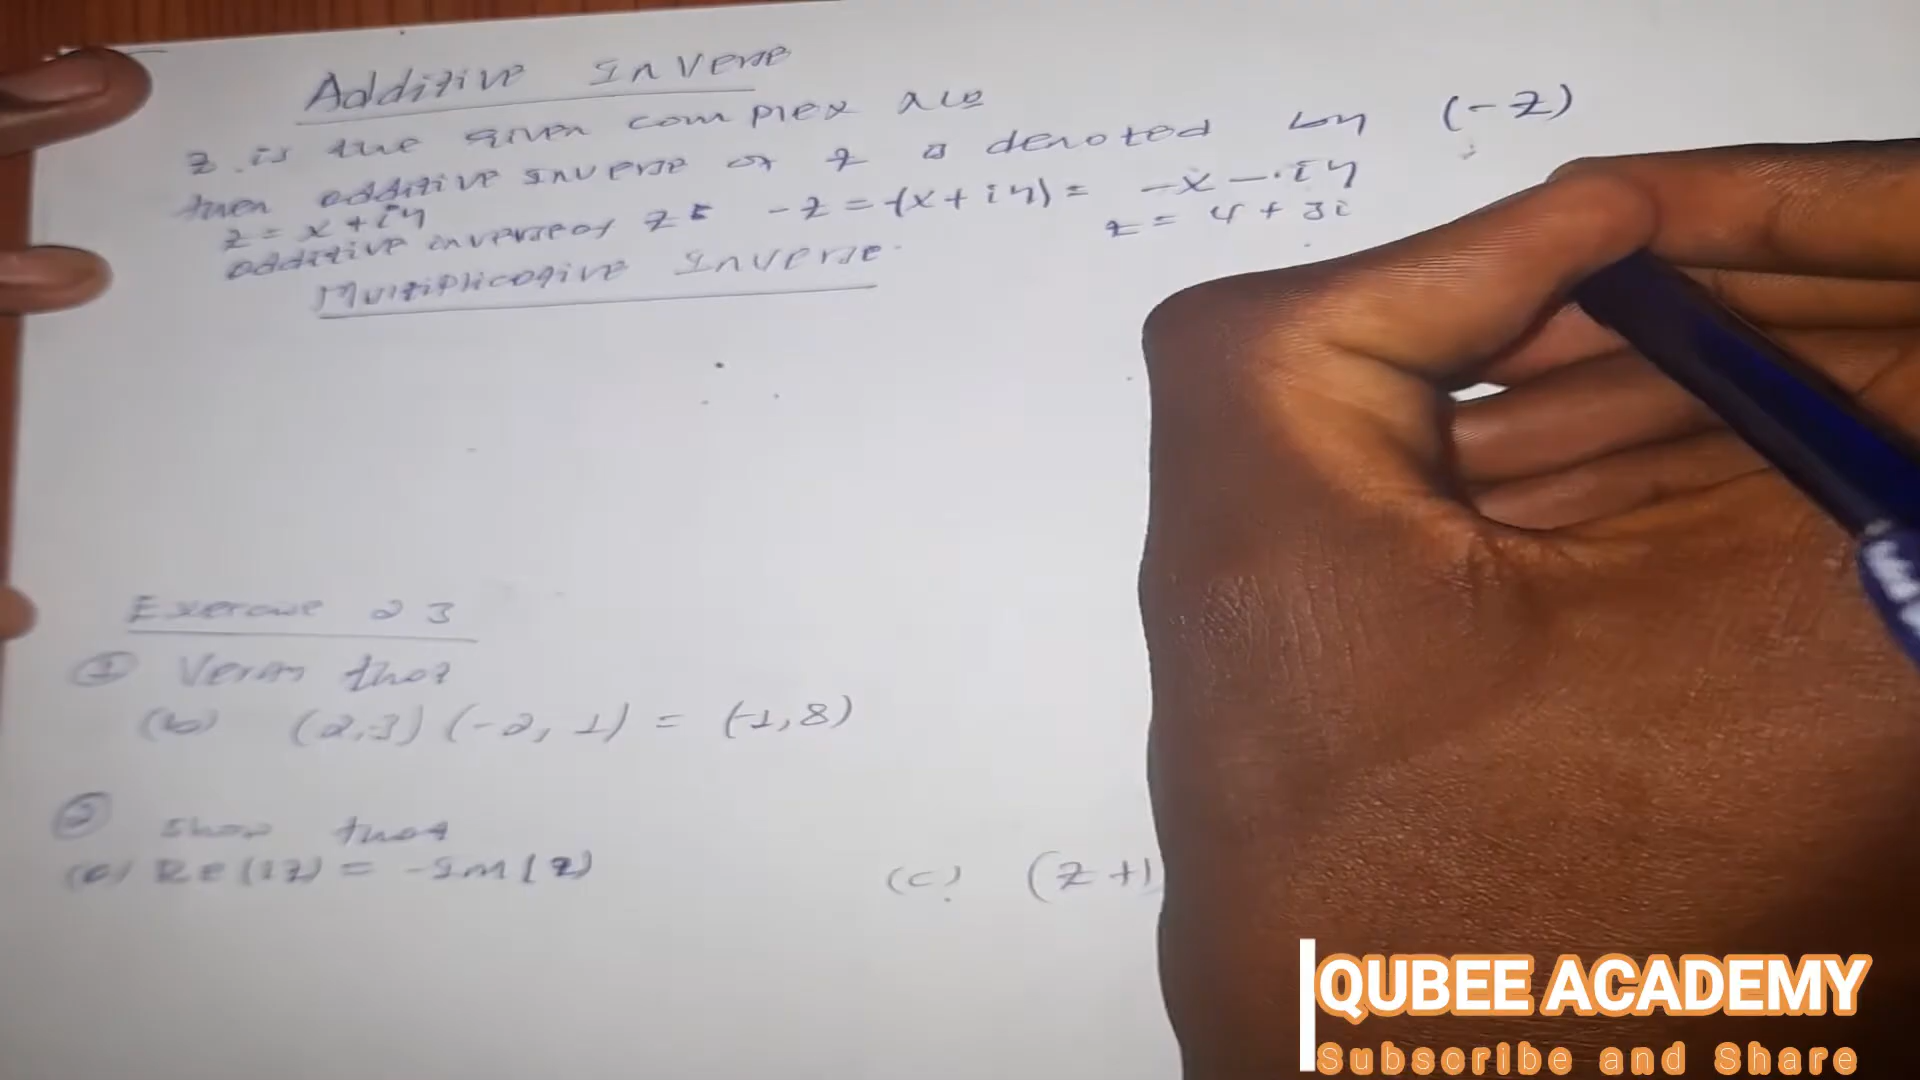 Additive Inverse
z is the given complex no
then additive inverse of z is denoted by (-z)
z = x + iy
additive inverse of z = -z = -(x + iy) = -x - iy
z = 4 + 3i
Multiplicative Inverse
Exercise 2 3
① Verify that
(b) (2,3) (-2, 1) = (-1, 8)
② Show that
(a) Re(iz) = -Im(z)
(c) (z+1
QUBEE ACADEMY
Subscribe and Share